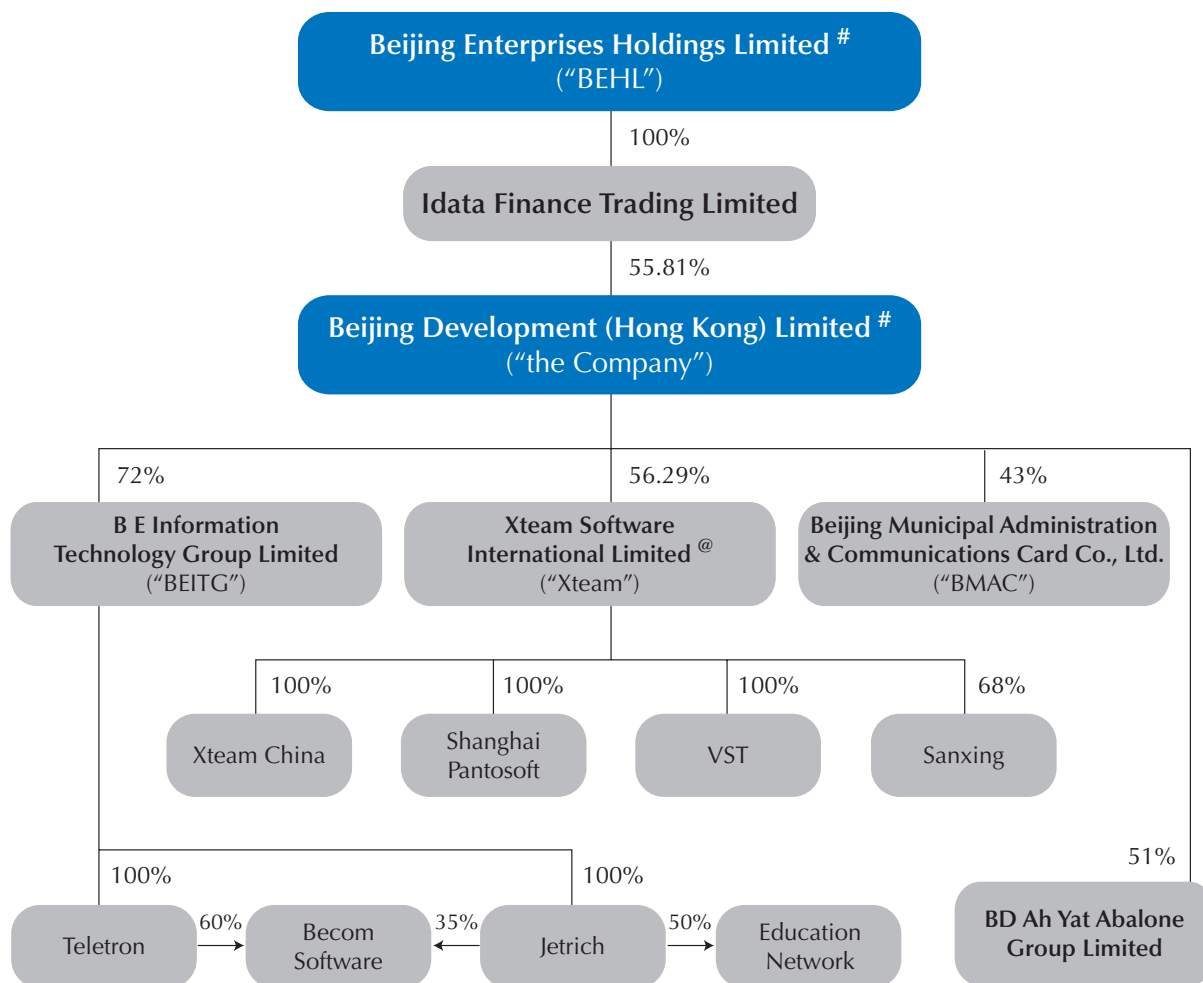 Beijing Enterprises Holdings Limited #
(“BEHL”)
100%
Idata Finance Trading Limited
55.81%
Beijing Development (Hong Kong) Limited #
(“the Company”)
72%
56.29%
43%
B E Information
Technology Group Limited
(“BEITG”)
Xteam Software
International Limited @
(“Xteam”)
Beijing Municipal Administration
& Communications Card Co., Ltd.
(“BMAC”)
100%
100%
100%
68%
Xteam China
Shanghai
Pantosoft
VST
Sanxing
100%
100%
51%
Teletron
60%
Becom
Software
35%
Jetrich
50%
Education
Network
BD Ah Yat Abalone
Group Limited